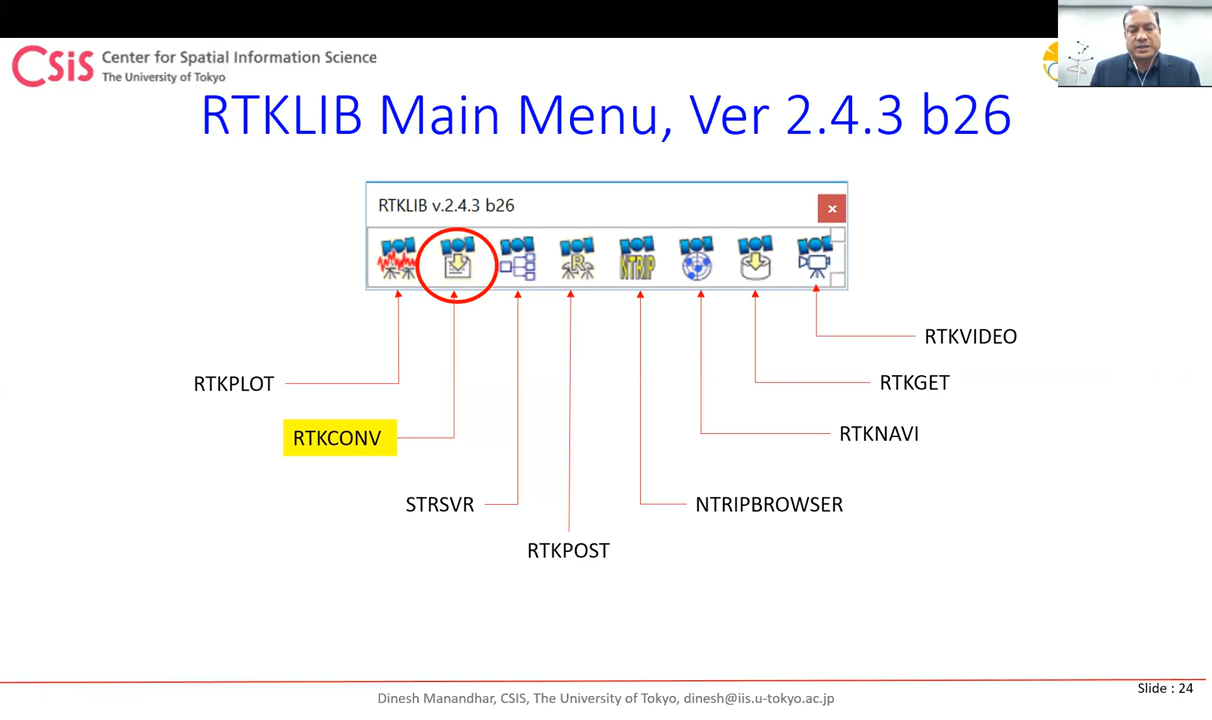 CSiS Center for Spatial Information Science
The University of Tokyo
RTKLIB Main Menu, Ver 2.4.3 b26
RTKLIB v.2.4.3 b26
NTRIP
RTKVIDEO
RTKPLOT
RTKGET
RTKCONV
RTKNAVI
STRSVR
NTRIPBROWSER
RTKPOST
Slide : 24
Dinesh Manandhar, CSIS, The University of Tokyo, dinesh@iis.u-tokyo.ac.jp